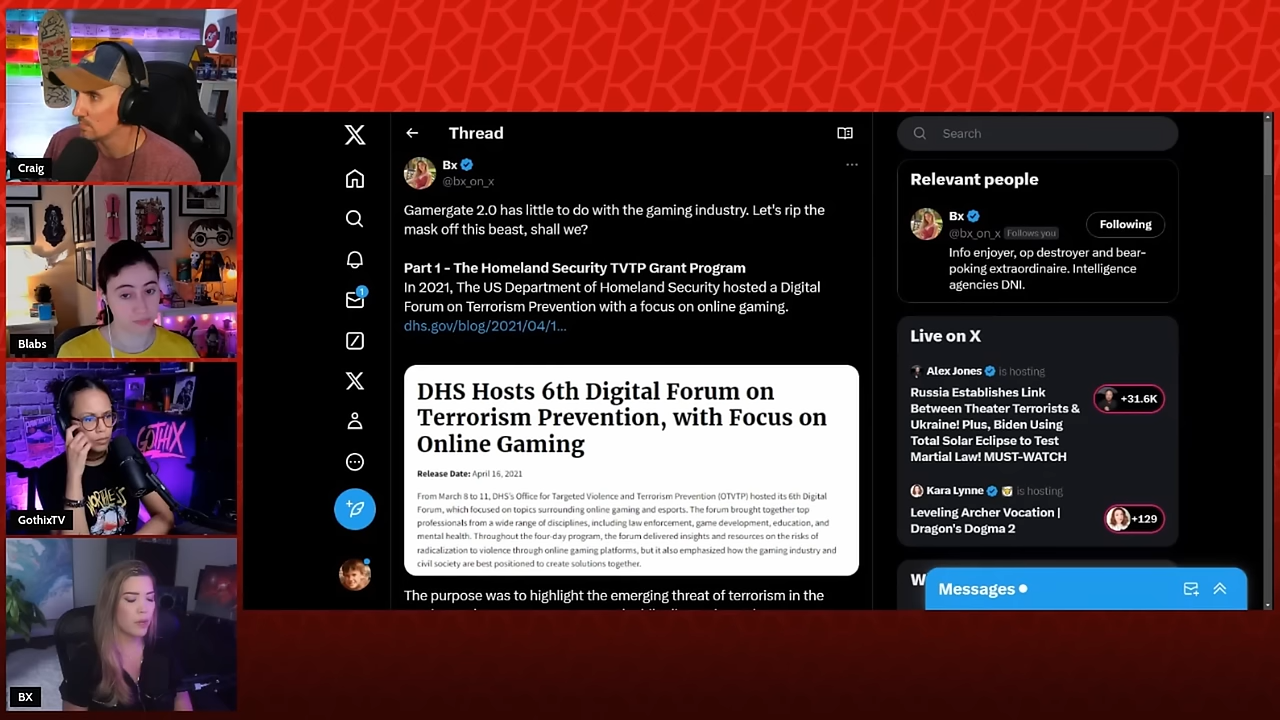 Craig
Blabs
GOTHIX
GothixTV
BX
Thread
Bx
@bx_on_x
Gamergate 2.0 has little to do with the gaming industry. Let's rip the
mask off this beast, shall we?
Part 1 - The Homeland Security TVTP Grant Program
In 2021, The US Department of Homeland Security hosted a Digital
Forum on Terrorism Prevention with a focus on online gaming.
dhs.gov/blog/2021/04/1...
DHS Hosts 6th Digital Forum on
Terrorism Prevention, with Focus on
Online Gaming
Release Date: April 16, 2021
From March 8 to 11, DHS's Office for Targeted Violence and Terrorism Prevention (OTVTP) hosted its 6th Digital
Forum, which focused on topics surrounding online gaming and esports. The forum brought together top
professionals from a wide range of disciplines, including law enforcement, game development, education, and
mental health. Throughout the four-day program, the forum delivered insights and resources on the risks of
radicalization to violence through online gaming platforms, but it also emphasized how the gaming industry and
civil society are best positioned to create solutions together.
The purpose was to highlight the emerging threat of terrorism in the
1
Search
Relevant people
Bx
@bx_on_x Follows you
Following
Info enjoyer, op destroyer and bear-
poking extraordinaire. Intelligence
agencies DNI.
Live on X
Alex Jones is hosting
Russia Establishes Link
Between Theater Terrorists &
Ukraine! Plus, Biden Using
Total Solar Eclipse to Test
Martial Law! MUST-WATCH
+31.6K
Kara Lynne is hosting
Leveling Archer Vocation |
Dragon's Dogma 2
+129
Messages